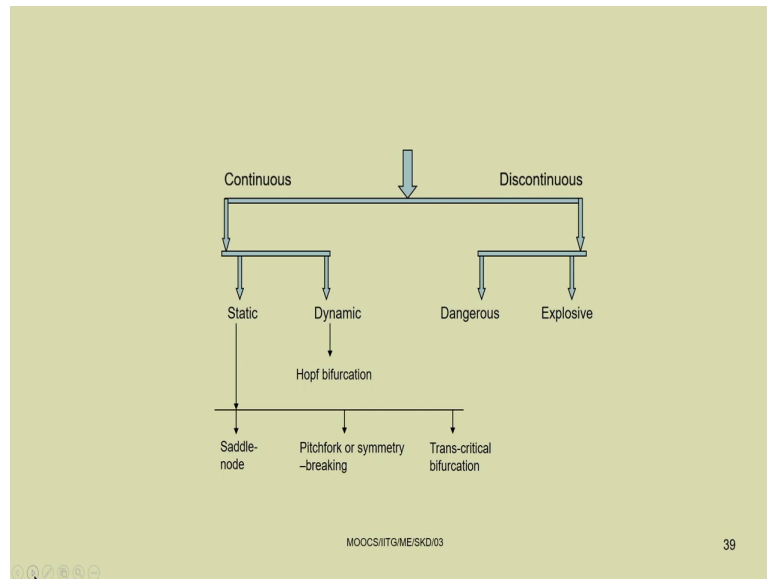 Continuous
Discontinuous
Static
Dynamic
Dangerous
Explosive
Hopf bifurcation
Saddle-
node
Pitchfork or symmetry
–breaking
Trans-critical
bifurcation
MOOCS/IITG/ME/SKD/03
39